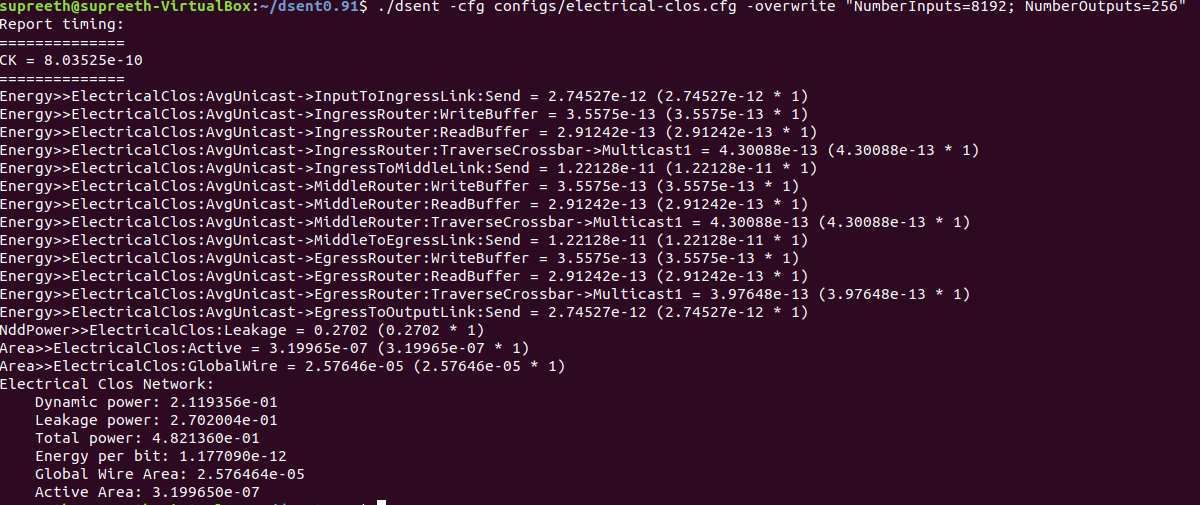 supreeth@supreeth-VirtualBox:~/dsent0.91$ ./dsent -cfg configs/electrical-clos.cfg -overwrite "NumberInputs=8192; NumberOutputs=256"
Report timing:
==============
CK = 8.03525e-10
==============
Energy>>ElectricalClos:AvgUnicast->InputToIngressLink:Send = 2.74527e-12 (2.74527e-12 * 1)
Energy>>ElectricalClos:AvgUnicast->IngressRouter:WriteBuffer = 3.5575e-13 (3.5575e-13 * 1)
Energy>>ElectricalClos:AvgUnicast->IngressRouter:ReadBuffer = 2.91242e-13 (2.91242e-13 * 1)
Energy>>ElectricalClos:AvgUnicast->IngressRouter:TraverseCrossbar->Multicast1 = 4.30088e-13 (4.30088e-13 * 1)
Energy>>ElectricalClos:AvgUnicast->IngressToMiddleLink:Send = 1.22128e-11 (1.22128e-11 * 1)
Energy>>ElectricalClos:AvgUnicast->MiddleRouter:WriteBuffer = 3.5575e-13 (3.5575e-13 * 1)
Energy>>ElectricalClos:AvgUnicast->MiddleRouter:ReadBuffer = 2.91242e-13 (2.91242e-13 * 1)
Energy>>ElectricalClos:AvgUnicast->MiddleRouter:TraverseCrossbar->Multicast1 = 4.30088e-13 (4.30088e-13 * 1)
Energy>>ElectricalClos:AvgUnicast->MiddleToEgressLink:Send = 1.22128e-11 (1.22128e-11 * 1)
Energy>>ElectricalClos:AvgUnicast->EgressRouter:WriteBuffer = 3.5575e-13 (3.5575e-13 * 1)
Energy>>ElectricalClos:AvgUnicast->EgressRouter:ReadBuffer = 2.91242e-13 (2.91242e-13 * 1)
Energy>>ElectricalClos:AvgUnicast->EgressRouter:TraverseCrossbar->Multicast1 = 3.97648e-13 (3.97648e-13 * 1)
Energy>>ElectricalClos:AvgUnicast->EgressToOutputLink:Send = 2.74527e-12 (2.74527e-12 * 1)
NddPower>>ElectricalClos:Leakage = 0.2702 (0.2702 * 1)
Area>>ElectricalClos:Active = 3.19965e-07 (3.19965e-07 * 1)
Area>>ElectricalClos:GlobalWire = 2.57646e-05 (2.57646e-05 * 1)
Electrical Clos Network:
    Dynamic power: 2.119356e-01
    Leakage power: 2.702004e-01
    Total power: 4.821360e-01
    Energy per bit: 1.177090e-12
    Global Wire Area: 2.576464e-05
    Active Area: 3.199650e-07